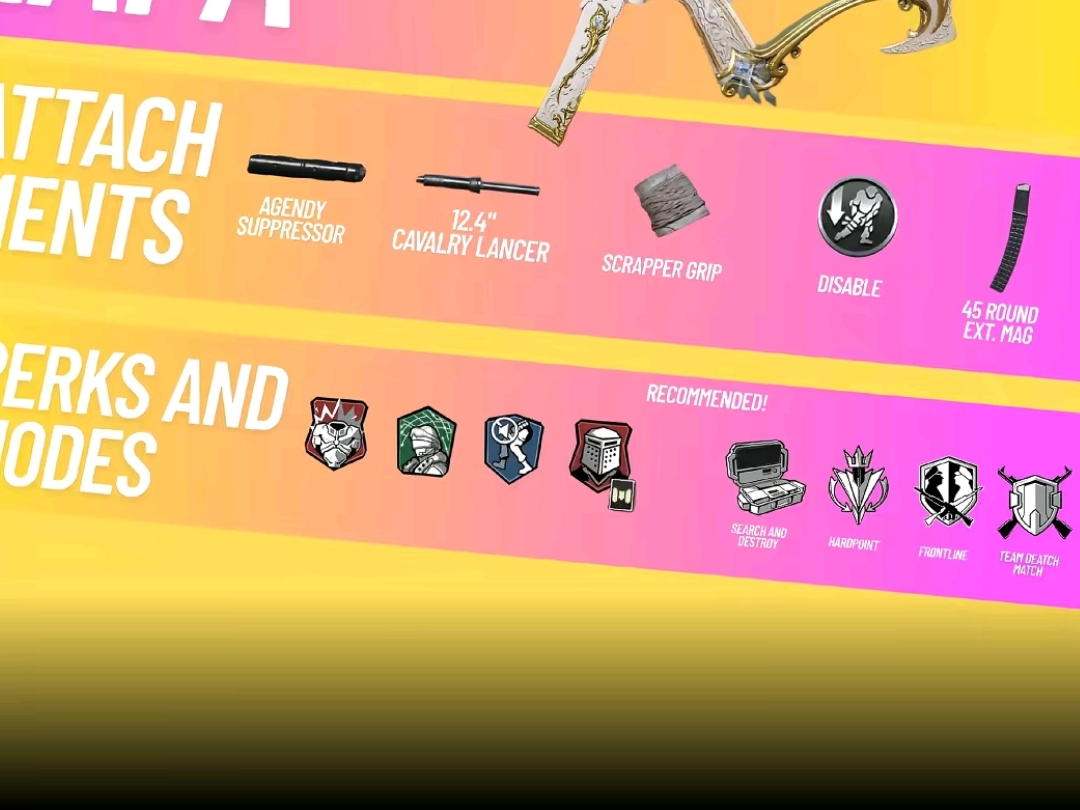 ATTACH
MENTS
AGENDY
SUPPRESSOR
12.4"
CAVALRY LANCER
SCRAPPER GRIP
DISABLE
45 ROUND
EXT. MAG
PERKS AND
MODES
RECOMMENDED!
SEARCH AND
DESTROY
HARDPOINT
FRONTLINE
TEAM DEATCH
MATCH